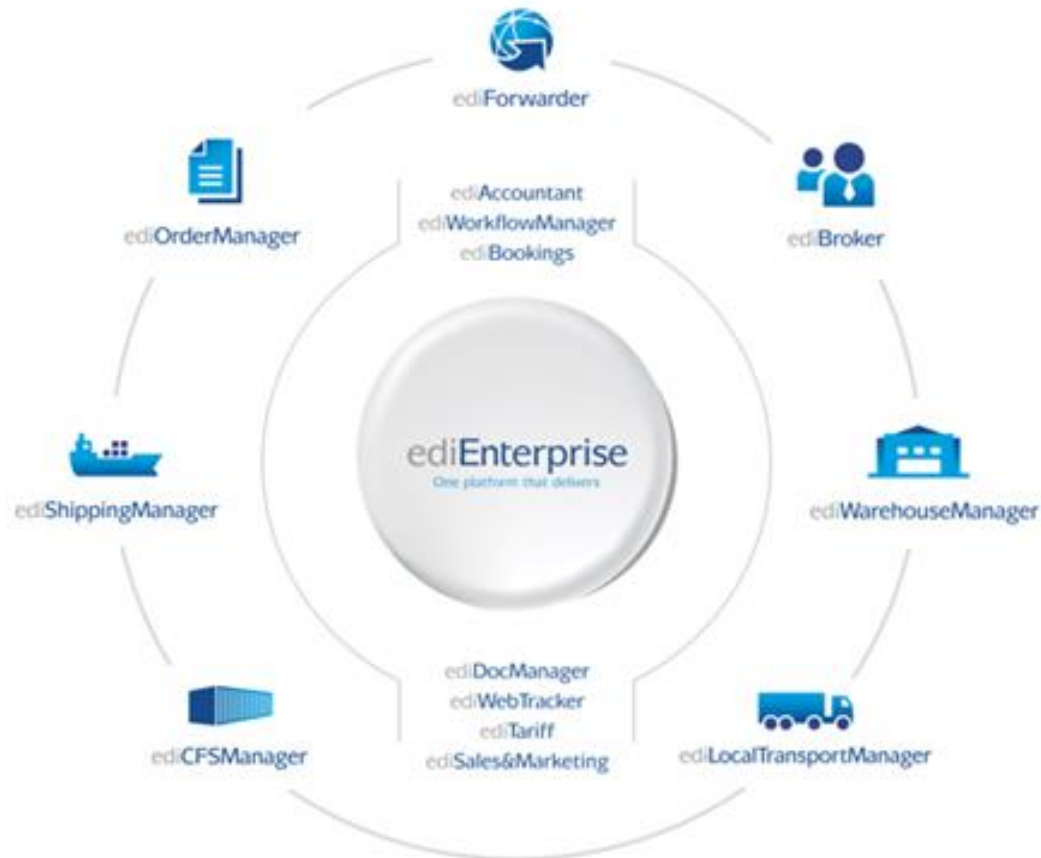 ediForwarder
ediOrderManager
ediBroker
ediAccountant
ediWorkflowManager
ediBookings
ediEnterprise
One platform that delivers
ediShippingManager
ediWarehouseManager
ediDocManager
ediWebTracker
ediTariff
ediSales&Marketing
ediCFSManager
ediLocalTransportManager